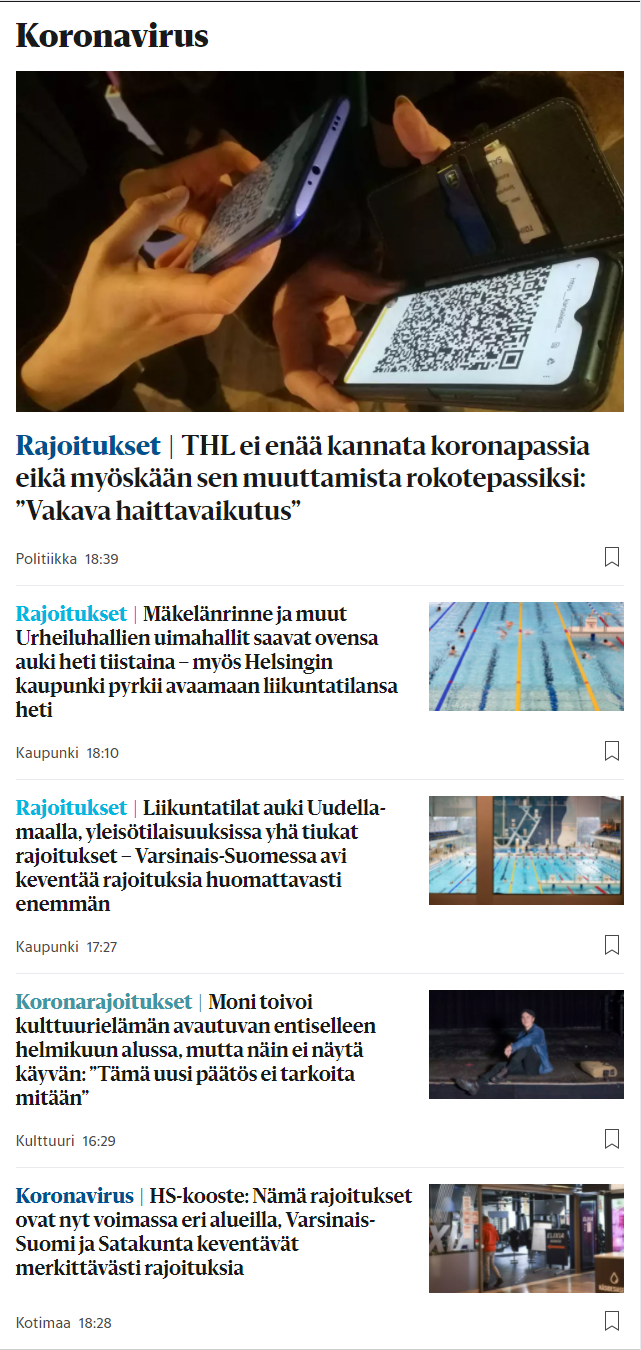 Koronavirus
Rajoitukset | THL ei enää kannata koronapassia
eikä myöskään sen muuttamista rokotepassiksi:
”Vakava haittavaikutus”
Politiikka 18:39
Rajoitukset | Mäkelänrinne ja muut
Urheiluhallien uimahallit saavat ovensa
auki heti tiistaina – myös Helsingin
kaupunki pyrkii avaamaan liikuntatilansa
heti
Kaupunki 18:10
Rajoitukset | Liikuntatilat auki Uudella-
maalla, yleisötilaisuuksissa yhä tiukat
rajoitukset – Varsinais-Suomessa avi
keventää rajoituksia huomattavasti
enemmän
Kaupunki 17:27
Koronarajoitukset | Moni toivoi
kulttuurielämän avautuvan entiselleen
helmikuun alussa, mutta näin ei näytä
käyvän: ”Tämä uusi päätös ei tarkoita
mitään”
Kulttuuri 16:29
Koronavirus | HS-kooste: Nämä rajoitukset
ovat nyt voimassa eri alueilla, Varsinais-
Suomi ja Satakunta keventävät
merkittävästi rajoituksia
XL
ELIXIA
Kotimaa 18:28